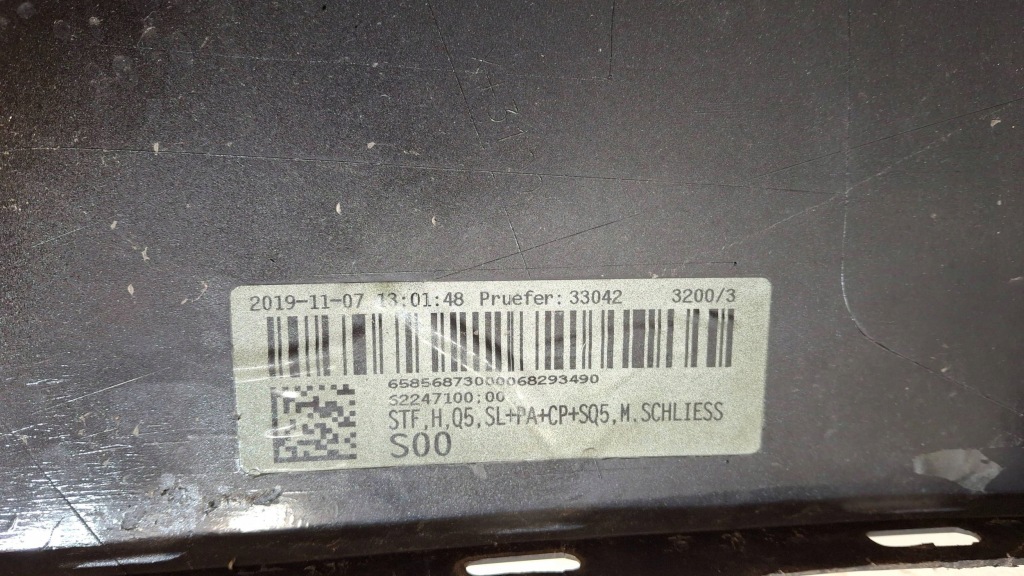 2019-11-07 13:01:48 Pruefer: 33042 3200/3
65856873000068293490
S2247100:00
STF,H,Q5,SL+PA+CP+SQ5,M.SCHLIESS
S00